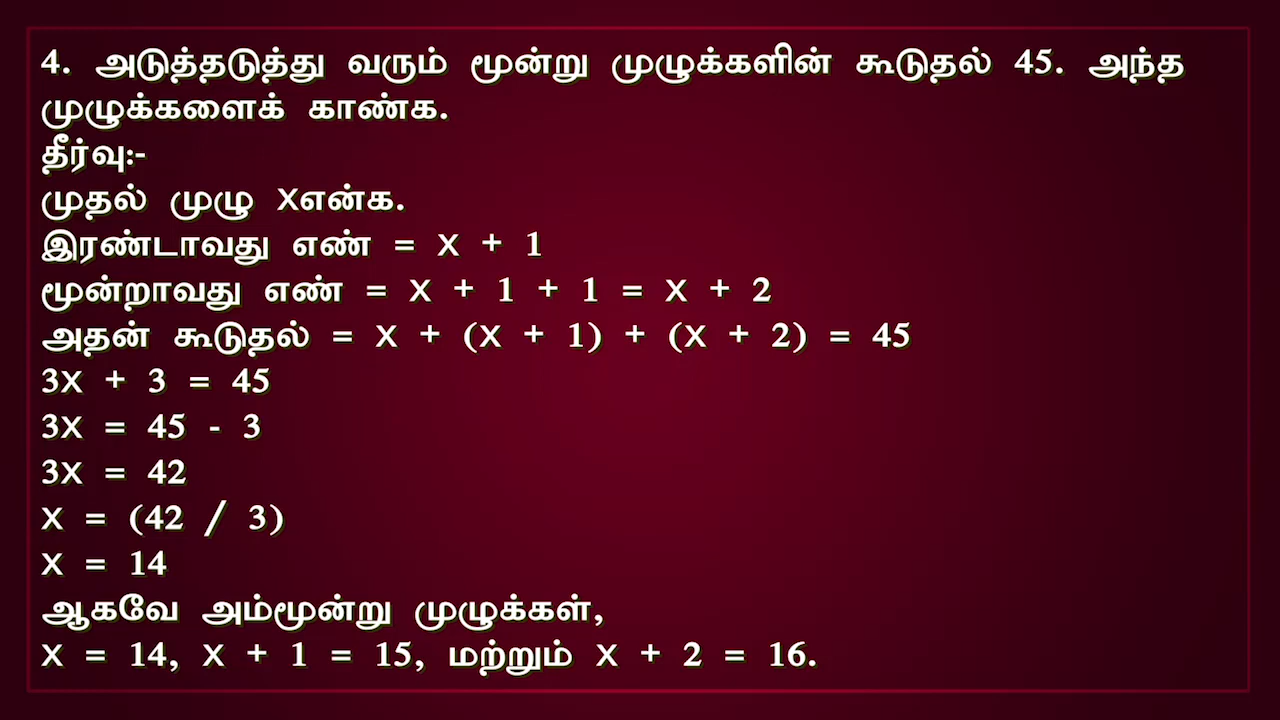 4. அடுத்தடுத்து வரும் மூன்று முழுக்களின் கூடுதல் 45. அந்த
முழுக்களைக் காண்க.
தீர்வு:-
முதல் முழு Xஎன்க.
இரண்டாவது எண் = X + 1
மூன்றாவது எண் = X + 1 + 1 = X + 2
அதன் கூடுதல் = X + (X + 1) + (X + 2) = 45
3X + 3 = 45
3X = 45 - 3
3X = 42
X = (42 / 3)
X = 14
ஆகவே அம்மூன்று முழுக்கள்,
X = 14, X + 1 = 15, மற்றும் X + 2 = 16.